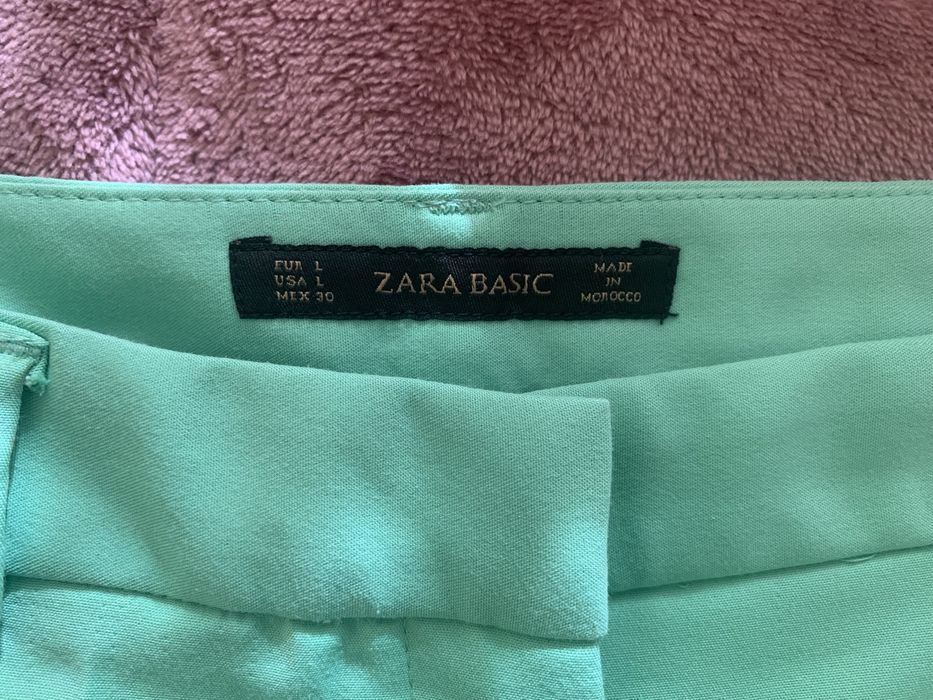 EUR L
USA L
MEX 30
ZARA BASIC
MADE
IN
MOROCCO